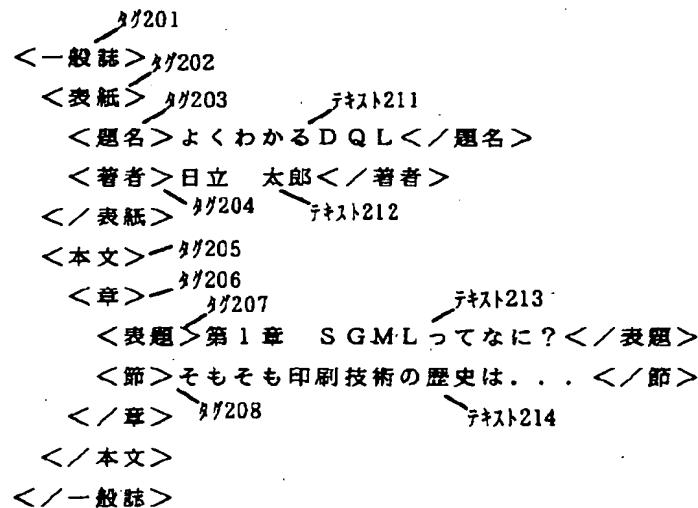 タグ201
＜一般誌＞ タグ202
＜表紙＞ タグ203 テキスト211
＜題名＞よくわかるＤＱＬ＜／題名＞
＜著者＞日立　太郎＜／著者＞
＜／表紙＞ タグ204 テキスト212
＜本文＞ タグ205
＜章＞ タグ206
タグ207 テキスト213
＜表題＞第１章　ＳＧＭＬってなに？＜／表題＞
＜節＞そもそも印刷技術の歴史は．．．＜／節＞
＜／章＞ タグ208 テキスト214
＜／本文＞
＜／一般誌＞